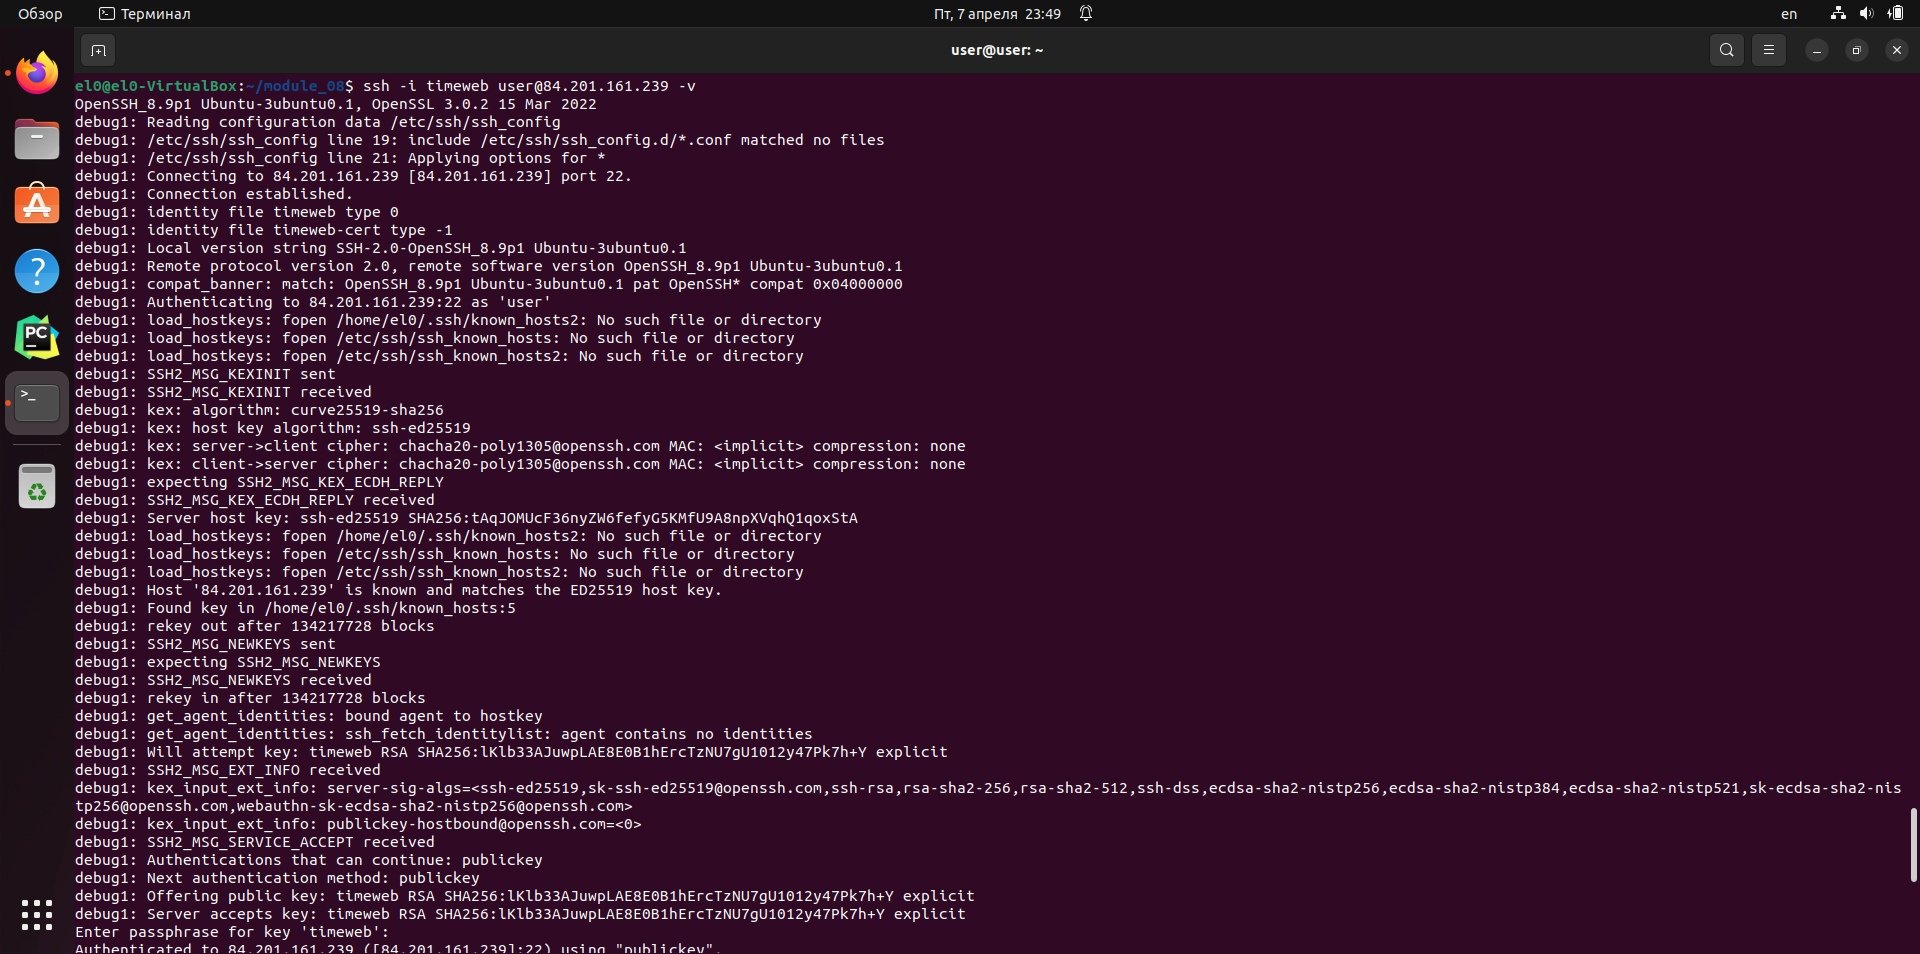 Обзор
Терминал
Пт, 7 апреля 23:49
en
user@user: ~
el0@el0-VirtualBox:~/module_08$ ssh -i timeweb user@84.201.161.239 -v
OpenSSH_8.9p1 Ubuntu-3ubuntu0.1, OpenSSL 3.0.2 15 Mar 2022
debug1: Reading configuration data /etc/ssh/ssh_config
debug1: /etc/ssh/ssh_config line 19: include /etc/ssh/ssh_config.d/*.conf matched no files
debug1: /etc/ssh/ssh_config line 21: Applying options for *
debug1: Connecting to 84.201.161.239 [84.201.161.239] port 22.
debug1: Connection established.
debug1: identity file timeweb type 0
debug1: identity file timeweb-cert type -1
debug1: Local version string SSH-2.0-OpenSSH_8.9p1 Ubuntu-3ubuntu0.1
debug1: Remote protocol version 2.0, remote software version OpenSSH_8.9p1 Ubuntu-3ubuntu0.1
debug1: compat_banner: match: OpenSSH_8.9p1 Ubuntu-3ubuntu0.1 pat OpenSSH* compat 0x04000000
debug1: Authenticating to 84.201.161.239:22 as 'user'
debug1: load_hostkeys: fopen /home/el0/.ssh/known_hosts2: No such file or directory
debug1: load_hostkeys: fopen /etc/ssh/ssh_known_hosts: No such file or directory
debug1: load_hostkeys: fopen /etc/ssh/ssh_known_hosts2: No such file or directory
debug1: SSH2_MSG_KEXINIT sent
debug1: SSH2_MSG_KEXINIT received
debug1: kex: algorithm: curve25519-sha256
debug1: kex: host key algorithm: ssh-ed25519
debug1: kex: server->client cipher: chacha20-poly1305@openssh.com MAC: <implicit> compression: none
debug1: kex: client->server cipher: chacha20-poly1305@openssh.com MAC: <implicit> compression: none
debug1: expecting SSH2_MSG_KEX_ECDH_REPLY
debug1: SSH2_MSG_KEX_ECDH_REPLY received
debug1: Server host key: ssh-ed25519 SHA256:tAqJOMUcF36nyZW6fefyG5KMfU9A8npXVqhQ1qoxStA
debug1: load_hostkeys: fopen /home/el0/.ssh/known_hosts2: No such file or directory
debug1: load_hostkeys: fopen /etc/ssh/ssh_known_hosts: No such file or directory
debug1: load_hostkeys: fopen /etc/ssh/ssh_known_hosts2: No such file or directory
debug1: Host '84.201.161.239' is known and matches the ED25519 host key.
debug1: Found key in /home/el0/.ssh/known_hosts:5
debug1: rekey out after 134217728 blocks
debug1: SSH2_MSG_NEWKEYS sent
debug1: expecting SSH2_MSG_NEWKEYS
debug1: SSH2_MSG_NEWKEYS received
debug1: rekey in after 134217728 blocks
debug1: get_agent_identities: bound agent to hostkey
debug1: get_agent_identities: ssh_fetch_identitylist: agent contains no identities
debug1: Will attempt key: timeweb RSA SHA256:lKlb33AJuwpLAE8E0B1hErcTzNU7gU1012y47Pk7h+Y explicit
debug1: SSH2_MSG_EXT_INFO received
debug1: kex_input_ext_info: server-sig-algs=<ssh-ed25519,sk-ssh-ed25519@openssh.com,ssh-rsa,rsa-sha2-256,rsa-sha2-512,ssh-dss,ecdsa-sha2-nistp256,ecdsa-sha2-nistp384,ecdsa-sha2-nistp521,sk-ecdsa-sha2-nis
tp256@openssh.com,webauthn-sk-ecdsa-sha2-nistp256@openssh.com>
debug1: kex_input_ext_info: publickey-hostbound@openssh.com=<0>
debug1: SSH2_MSG_SERVICE_ACCEPT received
debug1: Authentications that can continue: publickey
debug1: Next authentication method: publickey
debug1: Offering public key: timeweb RSA SHA256:lKlb33AJuwpLAE8E0B1hErcTzNU7gU1012y47Pk7h+Y explicit
debug1: Server accepts key: timeweb RSA SHA256:lKlb33AJuwpLAE8E0B1hErcTzNU7gU1012y47Pk7h+Y explicit
Enter passphrase for key 'timeweb':
Authenticated to 84.201.161.239 ([84.201.161.239]:22) using "publickey".
PC